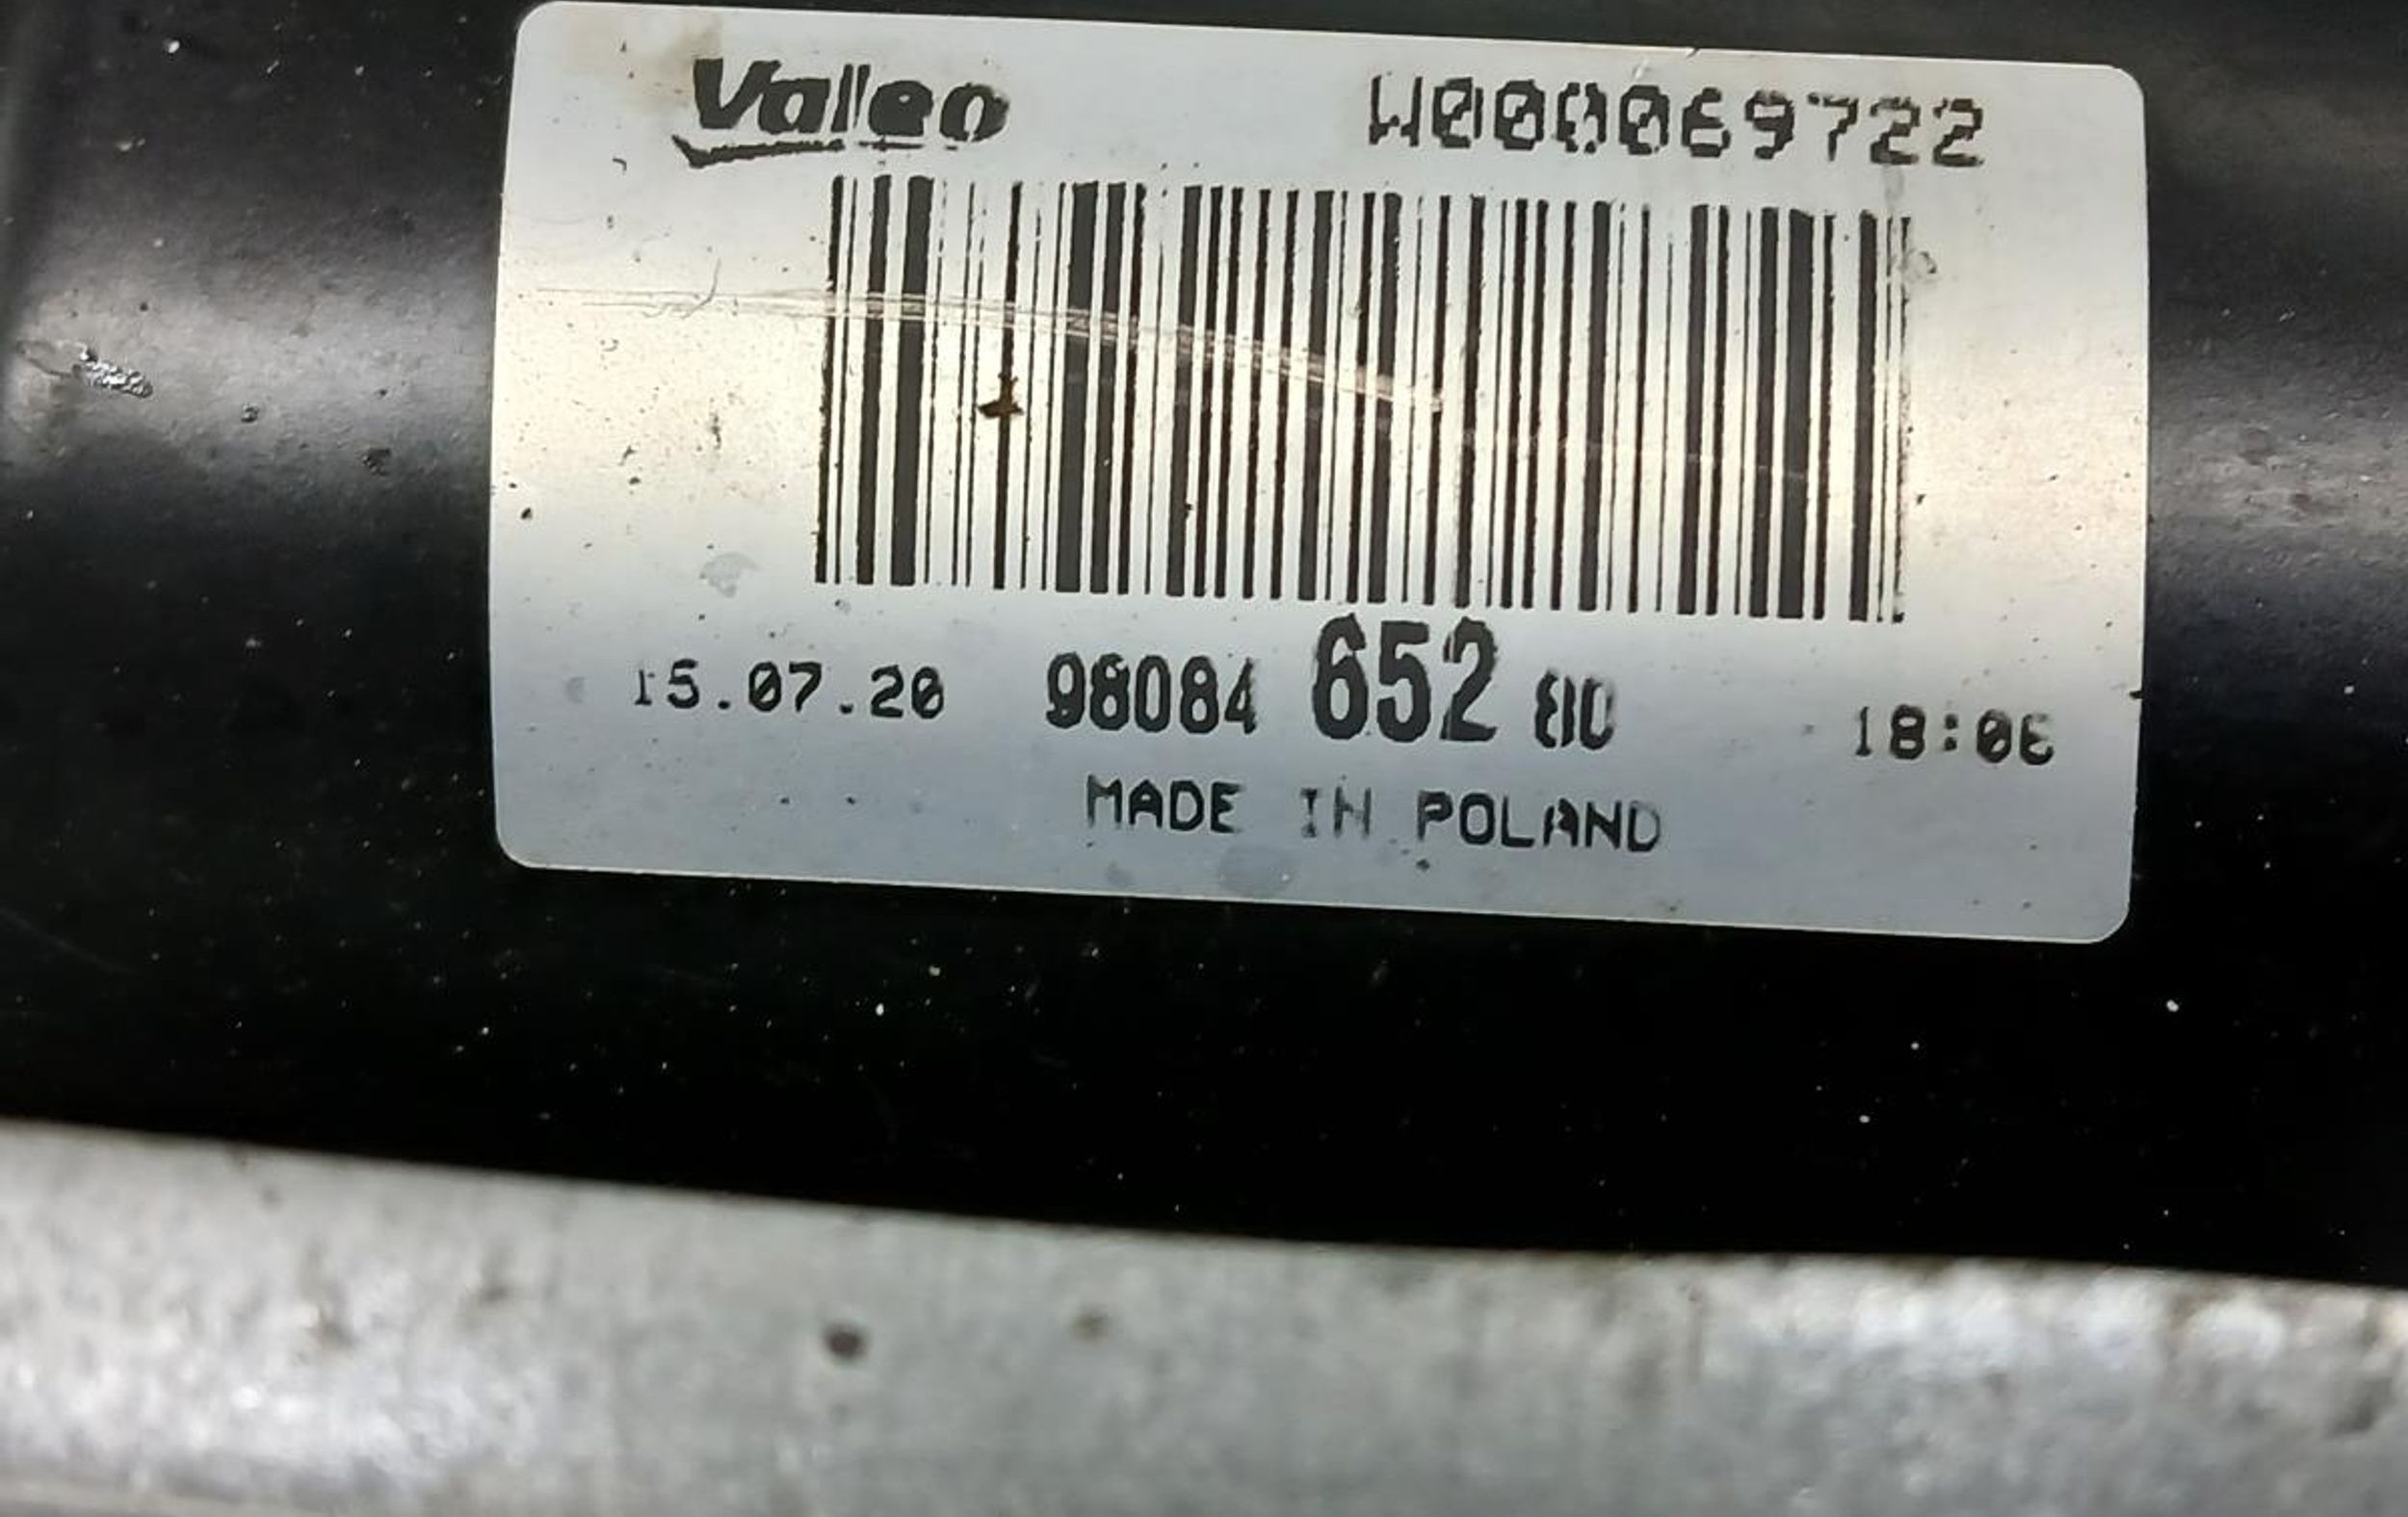 Valeo W000069722
15.07.20 98084 652 80 18:06
MADE IN POLAND